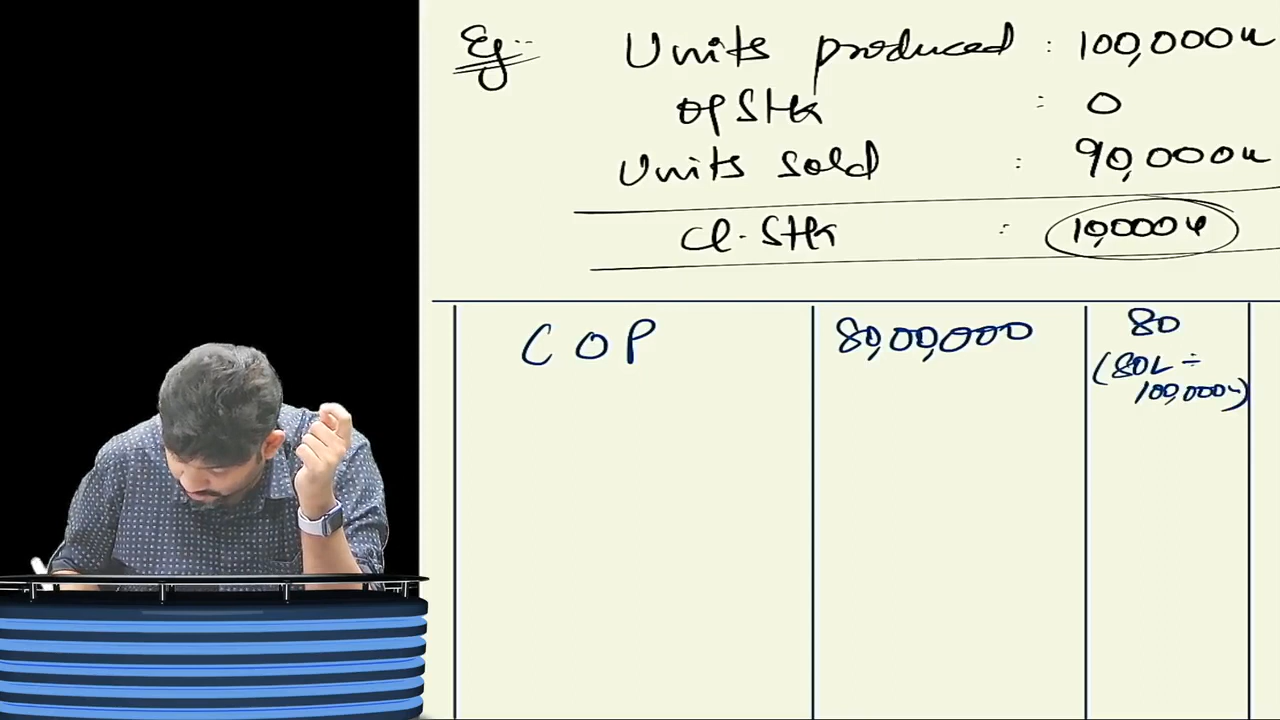 Eg:-
Units produced : 100,000u
Op Stk : 0
Units sold : 90,000u
Cl. Stk : 10,000u
COP 80,00,000 80
(80L ÷
100,000u)